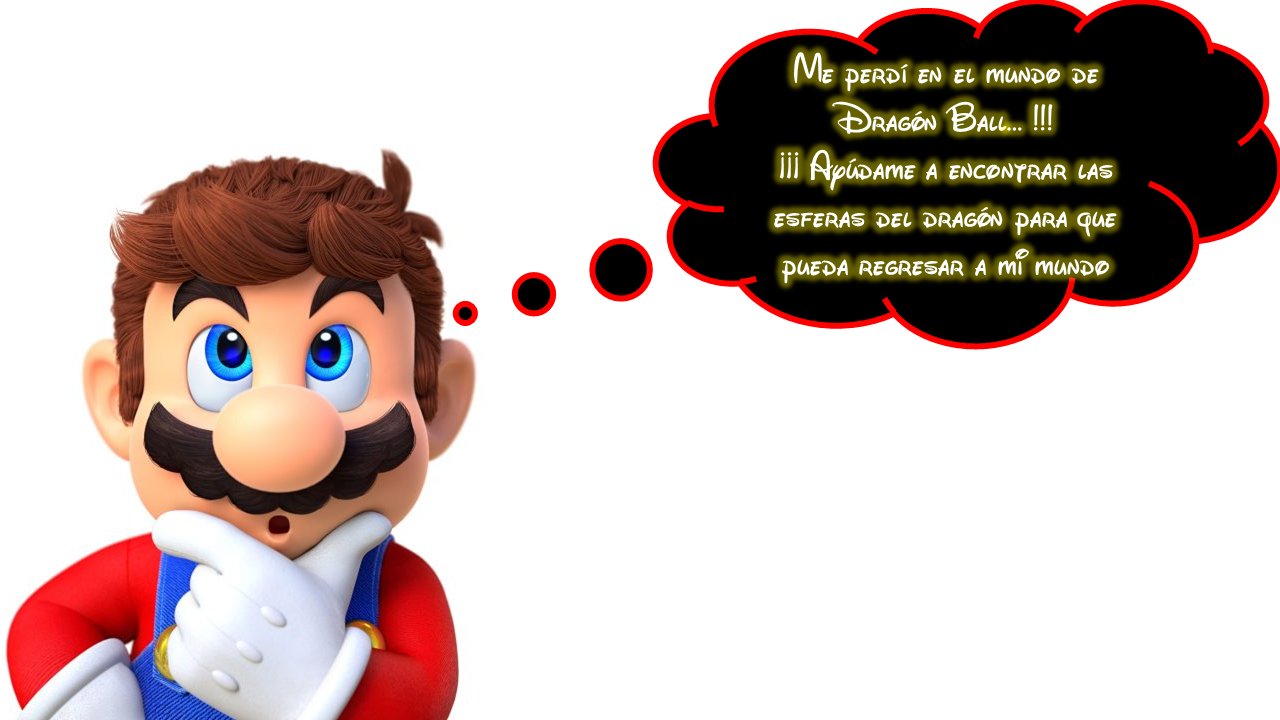 Me perdí en el mundo de
Dragón Ball... !!!
¡¡¡ Ayúdame a encontrar las
esferas del dragón para que
pueda regresar a mi mundo